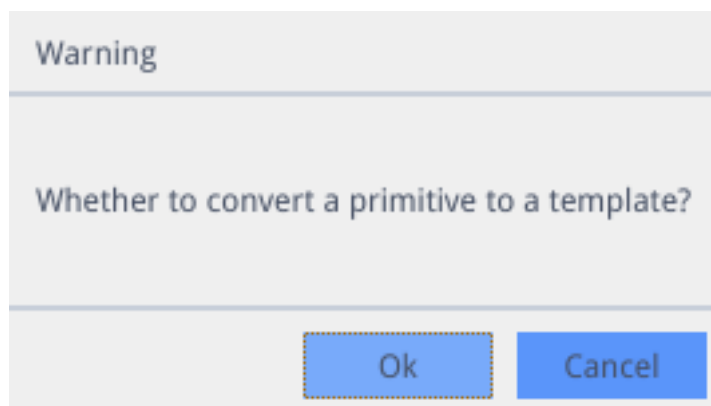 Warning
Whether to convert a primitive to a template?
Ok
Cancel